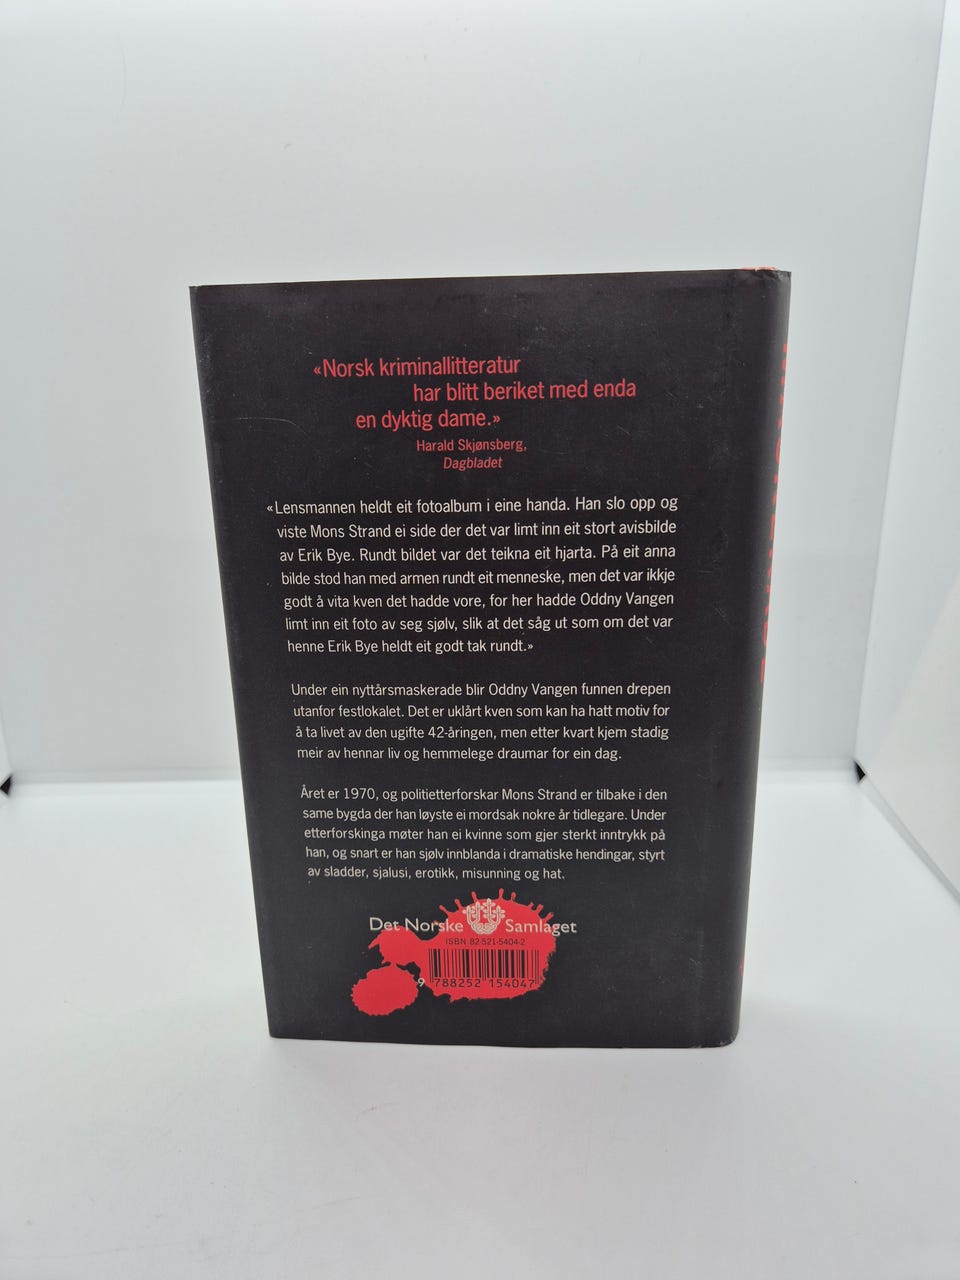 «Norsk kriminallitteratur
har blitt beriket med enda
en dyktig dame.»
Harald Skjønsberg,
Dagbladet
«Lensmannen heldt eit fotoalbum i eine handa. Han slo opp og
viste Mons Strand ei side der det var limt inn eit stort avisbilde
av Erik Bye. Rundt bildet var det teikna eit hjarta. På eit anna
bilde stod han med armen rundt eit menneske, men det var ikkje
godt å vita kven det hadde vore, for her hadde Oddny Vangen
limt inn eit foto av seg sjølv, slik at det såg ut som om det var
henne Erik Bye heldt eit godt tak rundt.»
Under ein nyttårsmaskerade blir Oddny Vangen funnen drepen
utanfor festlokalet. Det er uklårt kven som kan ha hatt motiv for
å ta livet av den ugifte 42-åringen, men etter kvart kjem stadig
meir av hennar liv og hemmelege draumar for ein dag.
Året er 1970, og politietterforskar Mons Strand er tilbake i den
same bygda der han løyste ei mordsak nokre år tidlegare. Under
etterforskinga møter han ei kvinne som gjer sterkt inntrykk på
han, og snart er han sjølv innblanda i dramatiske hendingar, styrt
av sladder, sjalusi, erotikk, misunning og hat.
Det Norske Samlaget
ISBN 82-521-5404-2
9 788252 154047